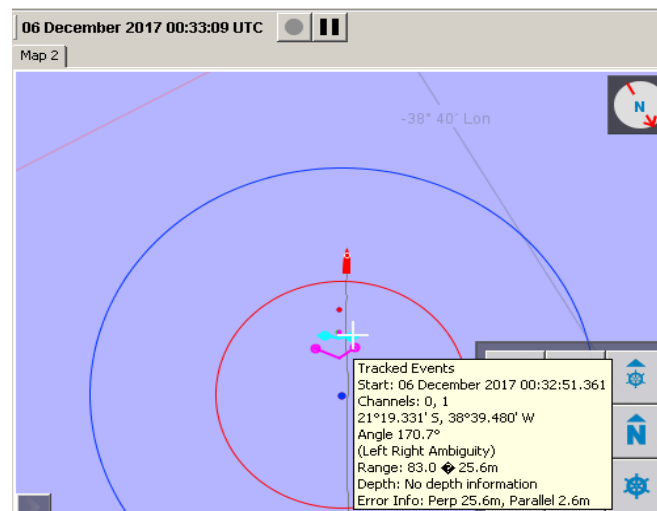 06 December 2017 00:33:09 UTC
Map 2
-38° 40' Lon
N
Tracked Events
Start: 06 December 2017 00:32:51.361
Channels: 0, 1
21°19.331' S, 38°39.480' W
Angle 170.7°
(Left Right Ambiguity)
Range: 83.0 � 25.6m
Depth: No depth information
Error Info: Perp 25.6m, Parallel 2.6m
N